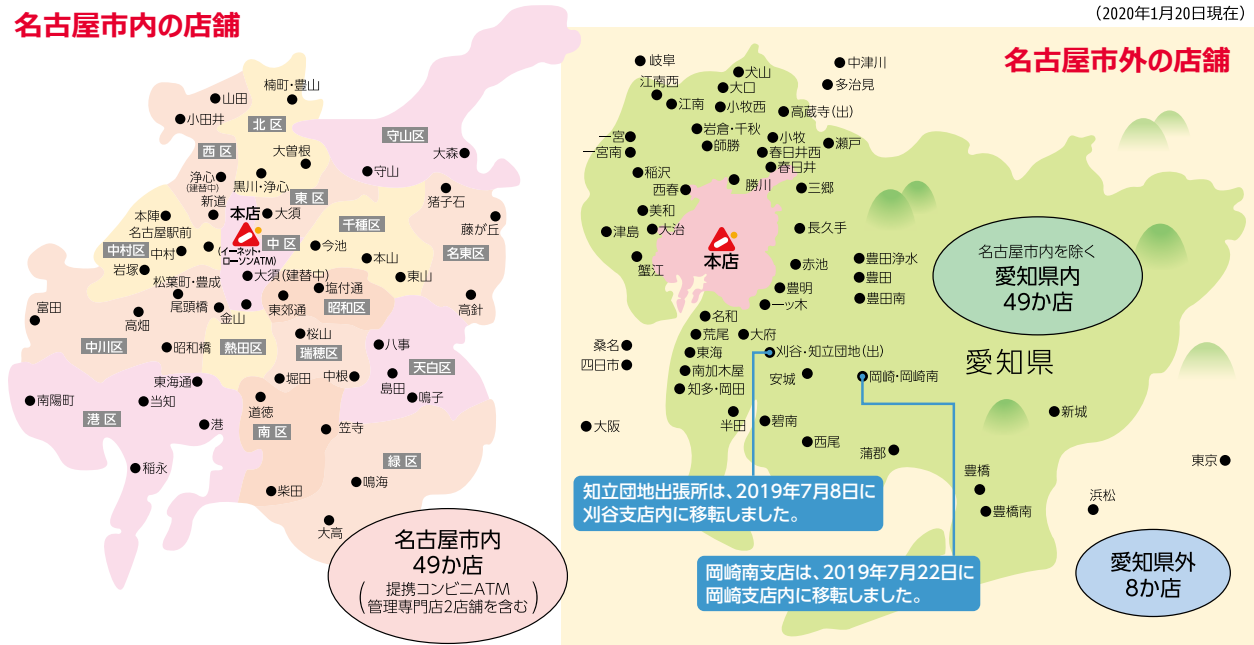 名古屋市内の店舗
（2020年1月20日現在）
名古屋市外の店舗
楠町・豊山
山田
小田井
北区
守山区
西区
大曽根
大森
守山
浄心
（建替中）
黒川・浄心
新道
東区
猪子石
本店
大須
本陣
名古屋駅前
千種区
藤が丘
中村区
中村
（イーネット・
ローソンATM）
中区
今池
名東区
岩塚
本山
大須（建替中）
東山
松葉町・豊成
塩付通
富田
尾頭橋
金山
東郊通
昭和区
高針
高畑
桜山
中川区
昭和橋
熱田区
瑞穂区
八事
天白区
東海通
堀田
中根
島田
南陽町
当知
道徳
鳴子
港区
港
南区
笠寺
稲永
緑区
柴田
鳴海
大高
名古屋市内
49か店
提携コンビニATM
管理専門店2店舗を含む
岐阜
犬山
中津川
江南西
大口
多治見
江南
小牧西
高蔵寺（出）
一宮
岩倉・千秋
小牧
瀬戸
一宮南
師勝
春日井西
稲沢
春日井
西春
勝川
三郷
美和
津島
大治
長久手
本店
蟹江
赤池
豊田浄水
豊田
豊明
豊田南
一ッ木
名和
荒尾
大府
桑名
東海
刈谷・知立団地（出）
四日市
南加木屋
安城
岡崎・岡崎南
知多・岡田
大阪
半田
碧南
新城
西尾
蒲郡
東京
豊橋
浜松
豊橋南
名古屋市内を除く
愛知県内
49か店
愛知県
知立団地出張所は、2019年7月8日に
刈谷支店内に移転しました。
岡崎南支店は、2019年7月22日に
岡崎支店内に移転しました。
愛知県外
8か店